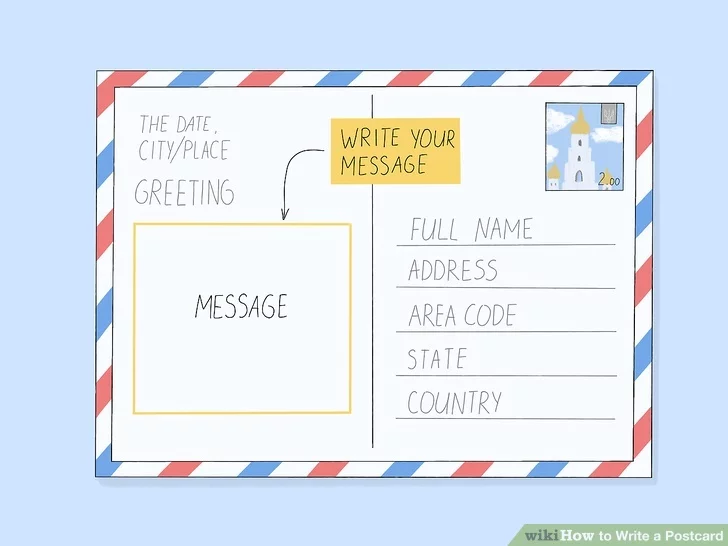 THE DATE,
CITY/PLACE
GREETING
WRITE YOUR
MESSAGE
MESSAGE
2.00
FULL NAME
ADDRESS
AREA CODE
STATE
COUNTRY
wikiHow to Write a Postcard